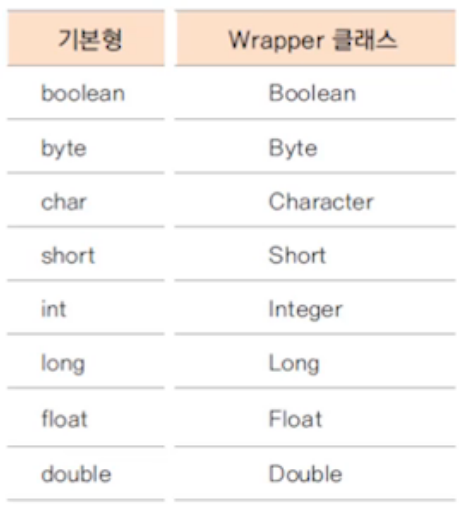 기본형 Wrapper 클래스
boolean Boolean
byte Byte
char Character
short Short
int Integer
long Long
float Float
double Double